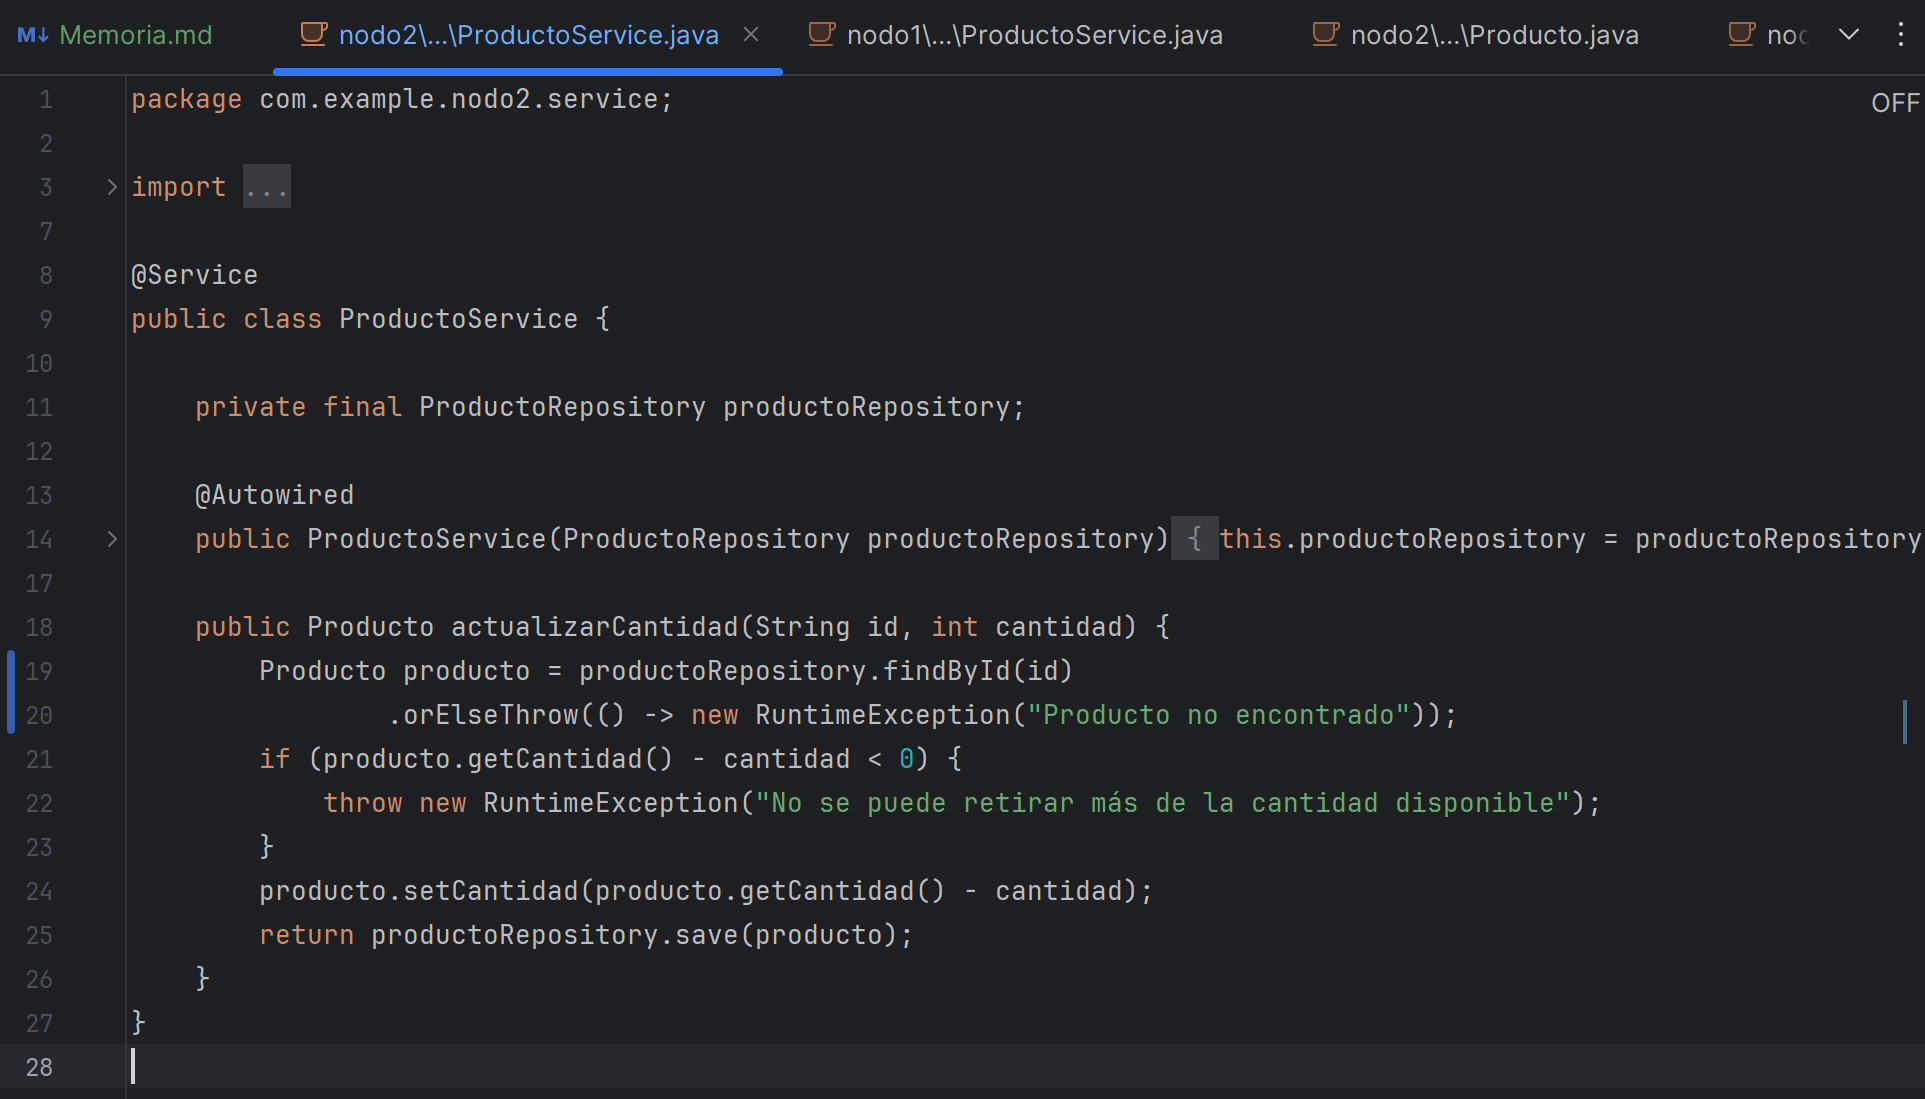 M↓ Memoria.md nodo2\...\ProductoService.java nodo1\...\ProductoService.java nodo2\...\Producto.java
OFF
1 package com.example.nodo2.service;
2
3 import ...
7
8 @Service
9 public class ProductoService {
10
11 private final ProductoRepository productoRepository;
12
13 @Autowired
14 public ProductoService(ProductoRepository productoRepository) { this.productoRepository = productoRepository
17
18 public Producto actualizarCantidad(String id, int cantidad) {
19 Producto producto = productoRepository.findById(id)
20 .orElseThrow(() -> new RuntimeException("Producto no encontrado"));
21 if (producto.getCantidad() - cantidad < 0) {
22 throw new RuntimeException("No se puede retirar más de la cantidad disponible");
23 }
24 producto.setCantidad(producto.getCantidad() - cantidad);
25 return productoRepository.save(producto);
26 }
27 }
28